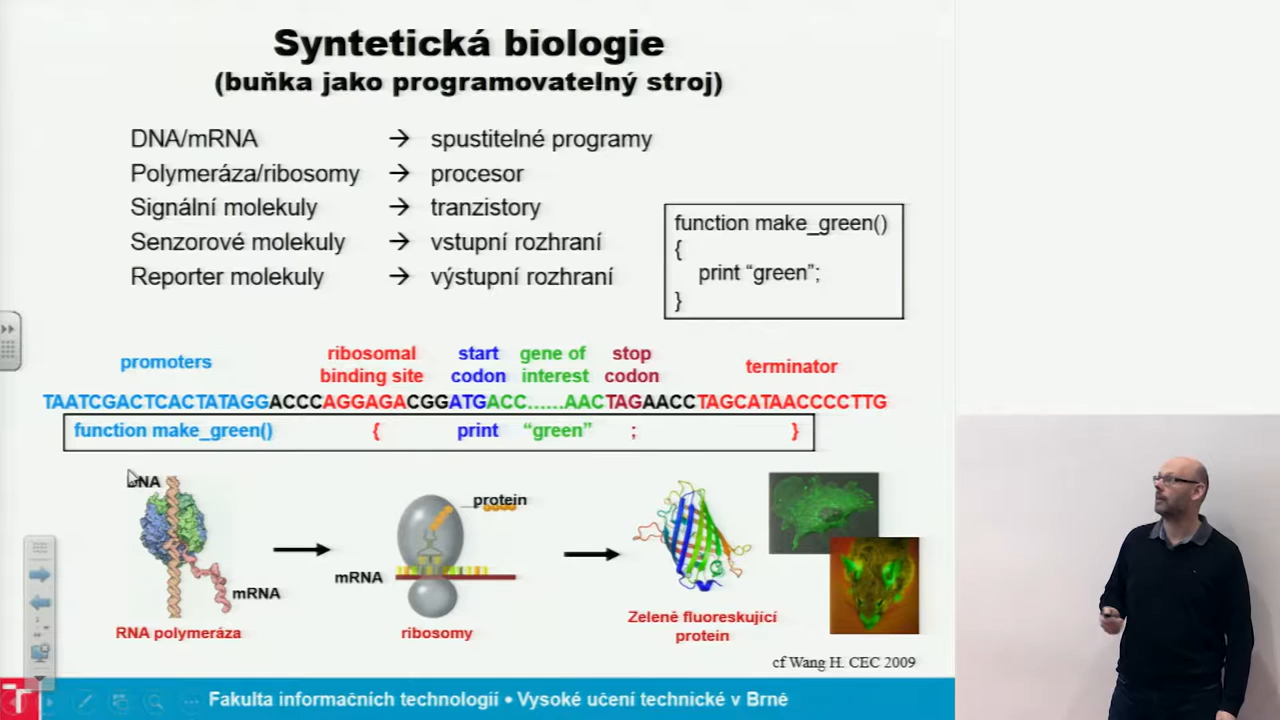 Syntetická biologie
(buňka jako programovatelný stroj)
DNA/mRNA → spustitelné programy
Polymeráza/ribosomy → procesor
Signální molekuly → tranzistory
Senzorové molekuly → vstupní rozhraní
Reporter molekuly → výstupní rozhraní
function make_green()
{
print “green”;
}
promoters
ribosomal
binding site
start
codon
gene of
interest
stop
codon
terminator
TAATCGACTCACTATAGGACCCAGGAGACGGATGACC......AACTAGAACCTAGCATAACCCCTTG
function make_green() { print “green” ; }
DNA
mRNA
RNA polymeráza
protein
mRNA
ribosomy
Zeleně fluoreskující
protein
cf Wang H. CEC 2009
Fakulta informačních technologií • Vysoké učení technické v Brně